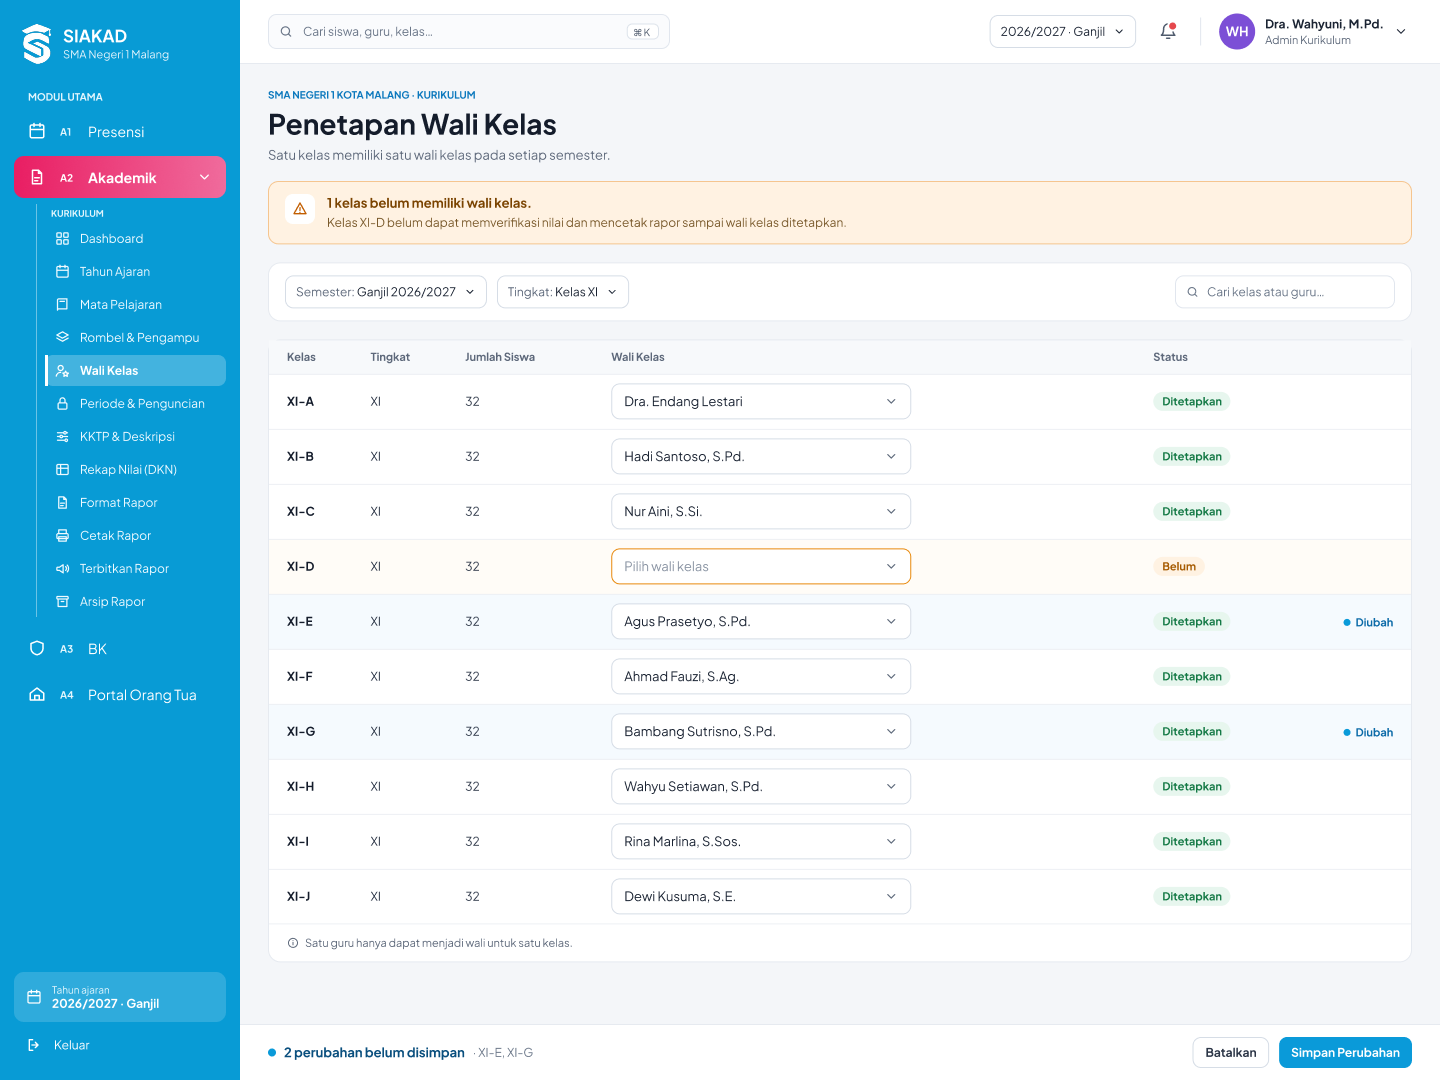 SIAKAD
SMA Negeri 1 Malang
MODUL UTAMA
A1 Presensi
A2 Akademik
KURIKULUM
Dashboard
Tahun Ajaran
Mata Pelajaran
Rombel & Pengampu
Wali Kelas
Periode & Penguncian
KKTP & Deskripsi
Rekap Nilai (DKN)
Format Rapor
Cetak Rapor
Terbitkan Rapor
Arsip Rapor
A3 BK
A4 Portal Orang Tua
Tahun ajaran
2026/2027 · Ganjil
Keluar
Cari siswa, guru, kelas... ⌘K
2026/2027 · Ganjil
WH
Dra. Wahyuni, M.Pd.
Admin Kurikulum
SMA NEGERI 1 KOTA MALANG · KURIKULUM
Penetapan Wali Kelas
Satu kelas memiliki satu wali kelas pada setiap semester.
1 kelas belum memiliki wali kelas.
Kelas XI-D belum dapat memverifikasi nilai dan mencetak rapor sampai wali kelas ditetapkan.
Semester: Ganjil 2026/2027 Tingkat: Kelas XI Cari kelas atau guru...
Kelas Tingkat Jumlah Siswa Wali Kelas Status
XI-A XI 32 Dra. Endang Lestari Ditetapkan
XI-B XI 32 Hadi Santoso, S.Pd. Ditetapkan
XI-C XI 32 Nur Aini, S.Si. Ditetapkan
XI-D XI 32 Pilih wali kelas Belum
XI-E XI 32 Agus Prasetyo, S.Pd. Ditetapkan Diubah
XI-F XI 32 Ahmad Fauzi, S.Ag. Ditetapkan
XI-G XI 32 Bambang Sutrisno, S.Pd. Ditetapkan Diubah
XI-H XI 32 Wahyu Setiawan, S.Pd. Ditetapkan
XI-I XI 32 Rina Marlina, S.Sos. Ditetapkan
XI-J XI 32 Dewi Kusuma, S.E. Ditetapkan
Satu guru hanya dapat menjadi wali untuk satu kelas.
2 perubahan belum disimpan · XI-E, XI-G
Batalkan
Simpan Perubahan